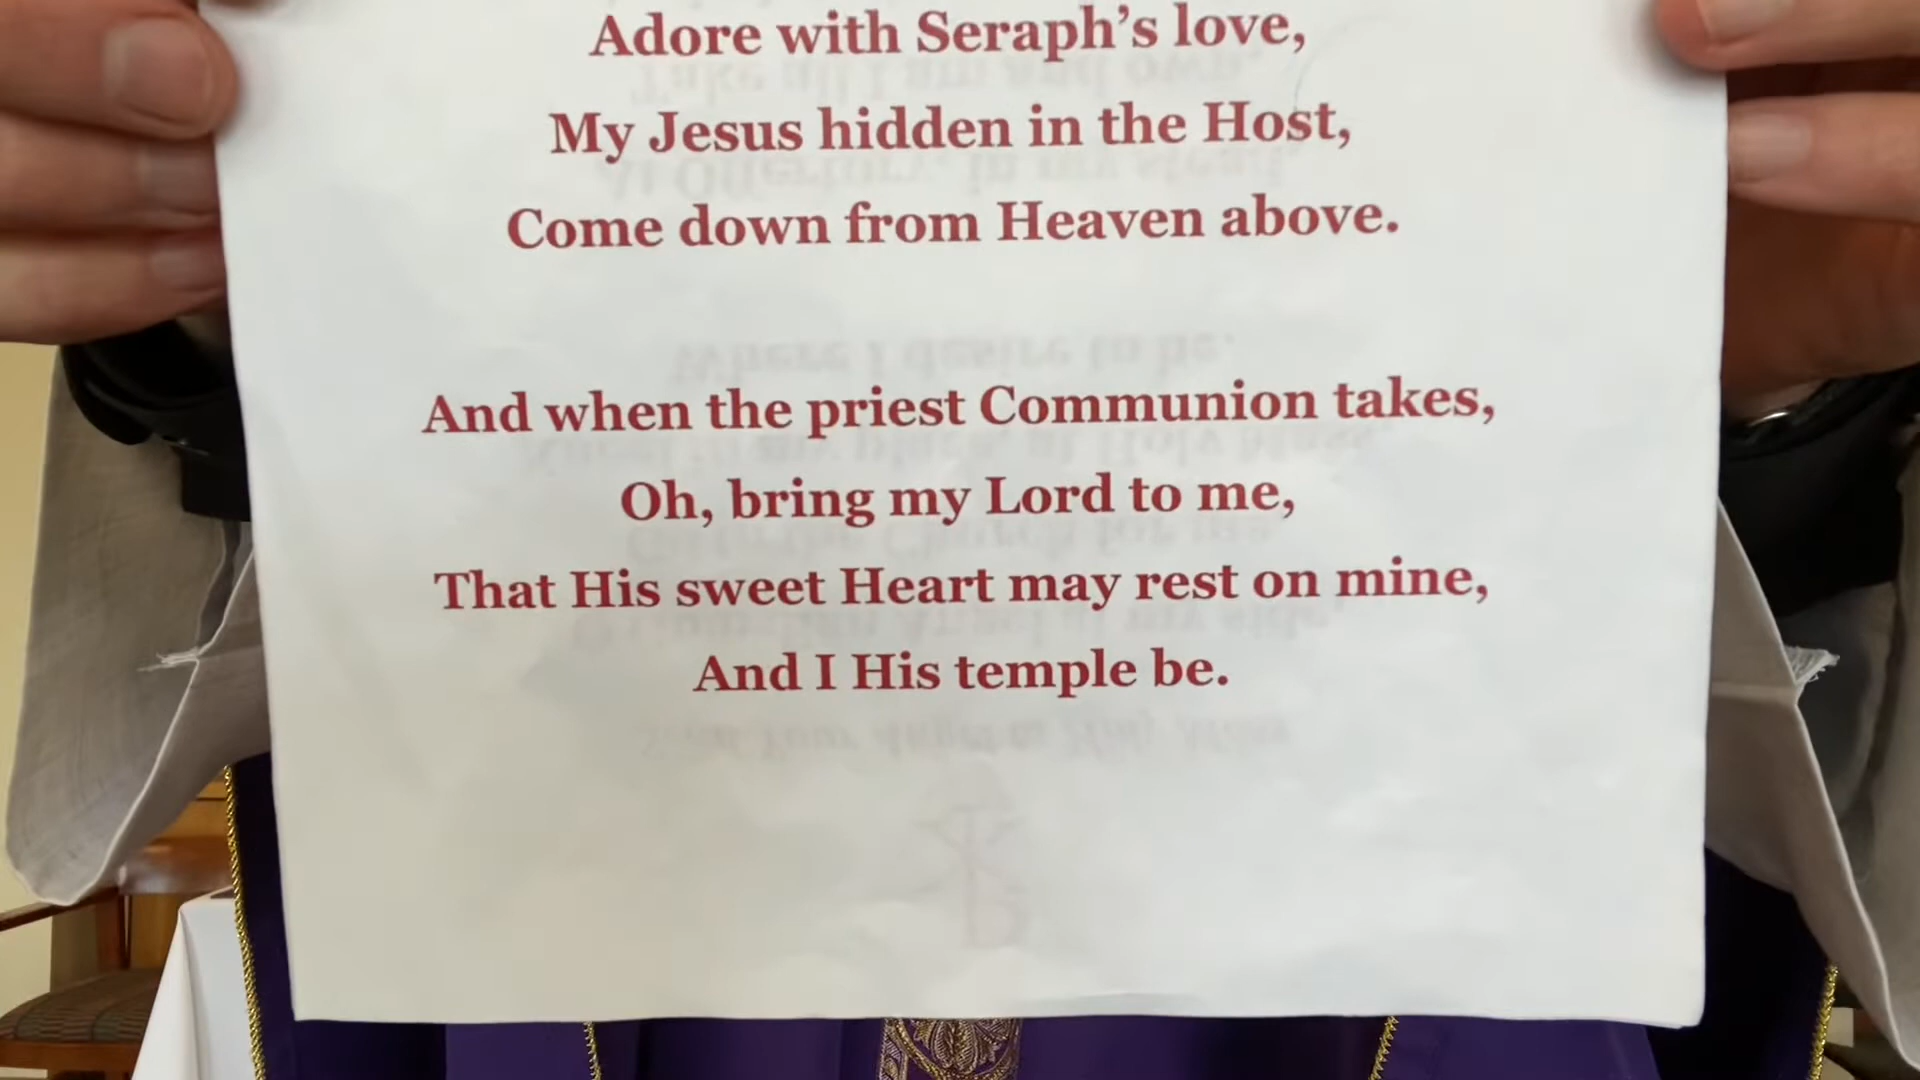 Adore with Seraph's love,
My Jesus hidden in the Host,
Come down from Heaven above.
And when the priest Communion takes,
Oh, bring my Lord to me,
That His sweet Heart may rest on mine,
And I His temple be.